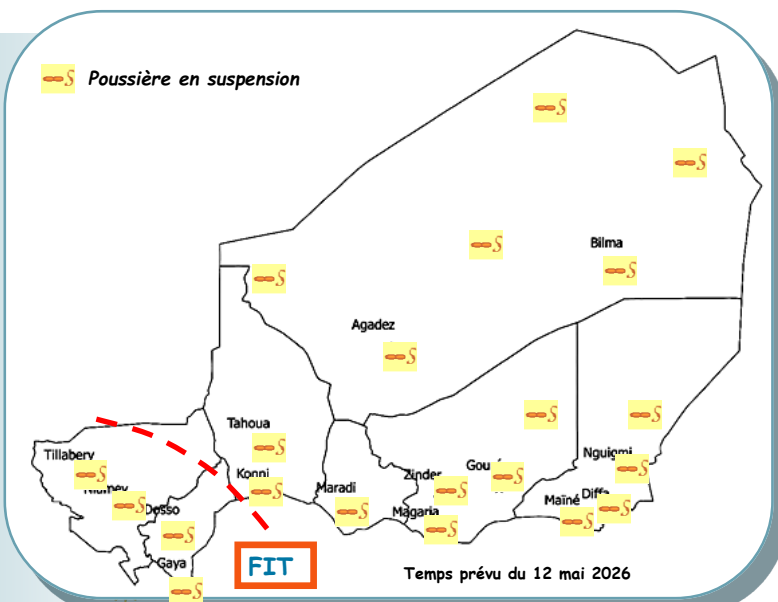 Poussière en suspension
Bilma
Agadez
Tahoua
Tillabery
Nguigmi
Zinder
Konni
Maradi
Niamey
Diffa
Maïné
Dosso
Magaria
Gaya
FIT
Temps prévu du 12 mai 2026